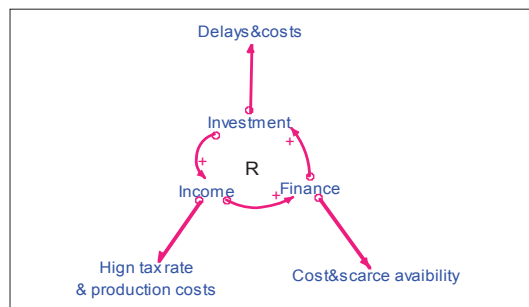 Delays&costs
Investment
+
R
+
Income
+
Finance
Hign tax rate
& production costs
Cost&scarce avaibility